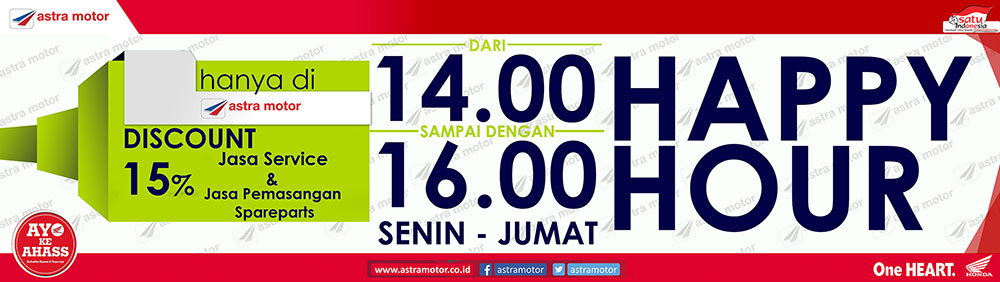 astra motor
satu
indonesia
hanya di
astra motor
DISCOUNT
15%
Jasa Service
&
Jasa Pemasangan
Spareparts
DARI
14.00
SAMPAI DENGAN
16.00
SENIN - JUMAT
HAPPY
HOUR
AYO
KE
AHASS
www.astramotor.co.id
astramotor
astramotor
One HEART.
HONDA